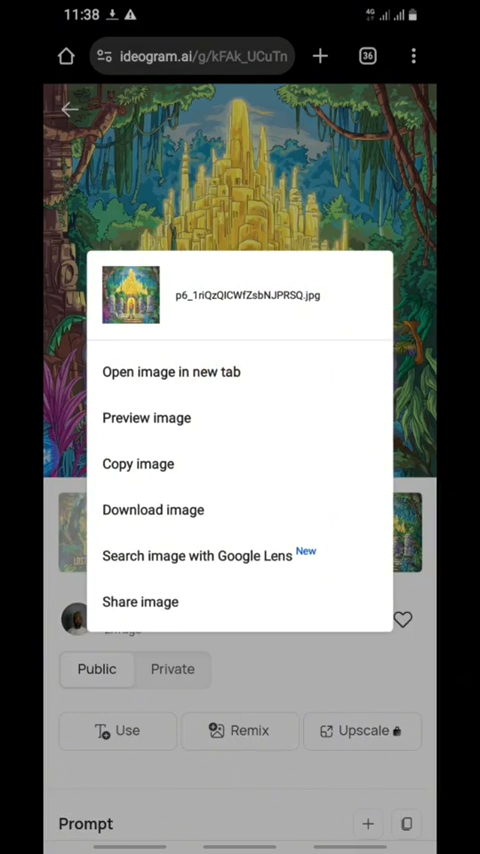 11:38
4G
ideogram.ai/g/kFAk_UCuTn
36
p6_1riQzQICWfZsbNJPRSQ.jpg
Open image in new tab
Preview image
Copy image
Download image
Search image with Google Lens New
Share image
Public Private
Use Remix Upscale
Prompt